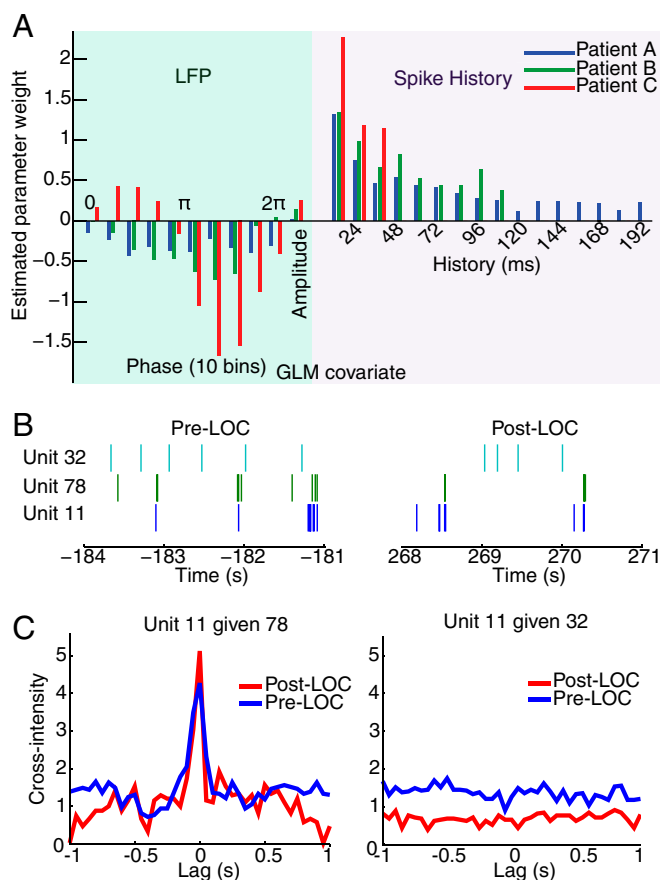 A
Estimated parameter weight
2
1.5
1
0.5
0
−0.5
−1
−1.5
LFP
Spike History
Patient A
Patient B
Patient C
0
π
2π
Amplitude
24
48
72
96
120
144
168
192
History (ms)
Phase (10 bins)
GLM covariate
B
Pre-LOC
Post-LOC
Unit 32
Unit 78
Unit 11
−184
−183
−182
−181
268
269
270
271
Time (s)
Time (s)
C
Unit 11 given 78
Unit 11 given 32
Cross-intensity
5
4
3
2
1
0
Post-LOC
Pre-LOC
5
4
3
2
1
0
Post-LOC
Pre-LOC
-1
-0.5
0
0.5
1
-1
-0.5
0
0.5
1
Lag (s)
Lag (s)